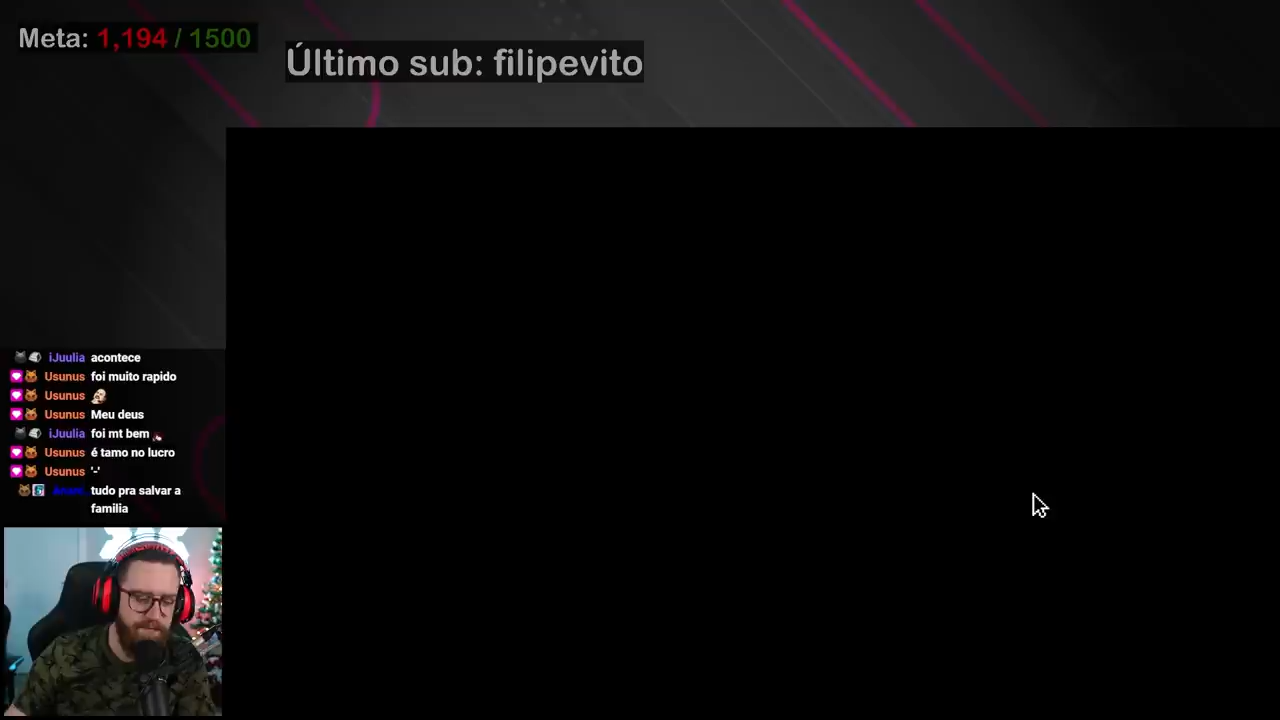 Meta: 1,194 / 1500
Último sub: filipevito
iJuulia acontece
Usunus foi muito rapido
Usunus
Usunus Meu deus
iJuulia foi mt bem
Usunus é tamo no lucro
Usunus '-'
tudo pra salvar a
familia